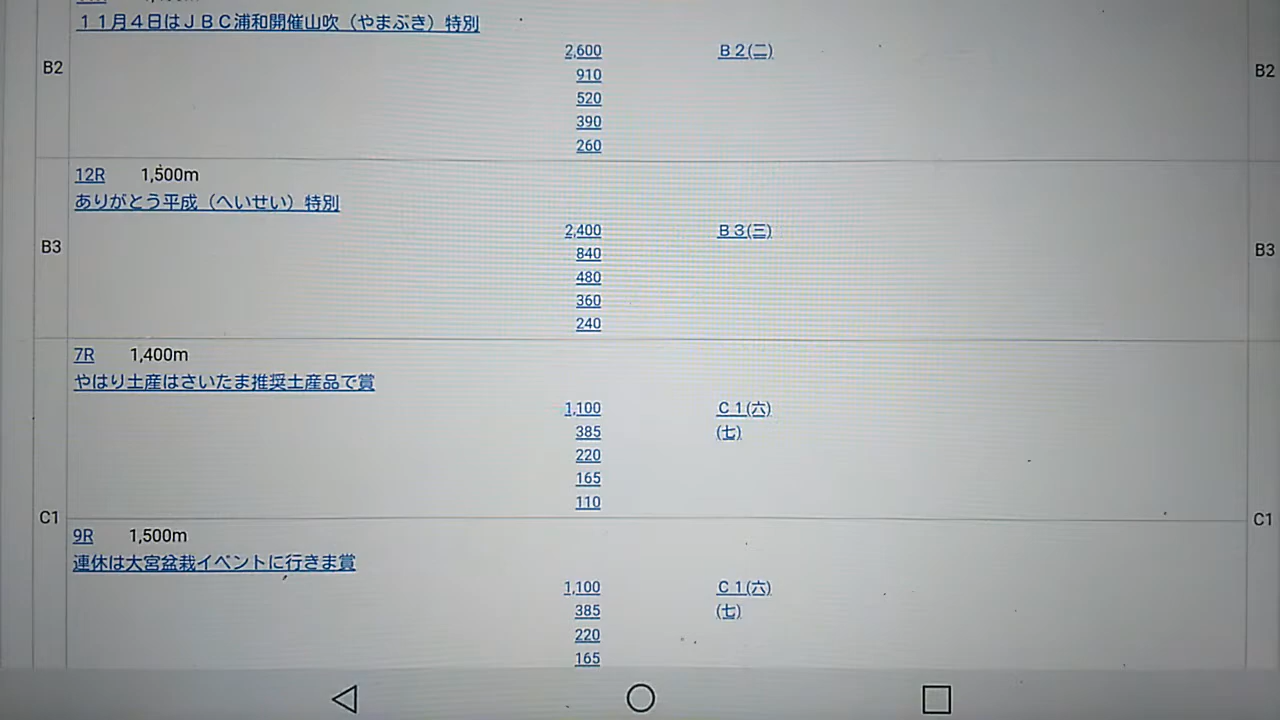 １１月４日はＪＢＣ浦和開催山吹（やまぶき）特別
2,600 Ｂ２(二)
B2 B2
910
520
390
260
12R 1,500m
ありがとう平成（へいせい）特別
2,400 Ｂ３(三)
B3 B3
840
480
360
240
7R 1,400m
やはり土産はさいたま推奨土産品で賞
1,100 Ｃ１(六)
385 (七)
220
165
110
C1 C1
9R 1,500m
連休は大宮盆栽イベントに行きま賞
1,100 Ｃ１(六)
385 (七)
220
165